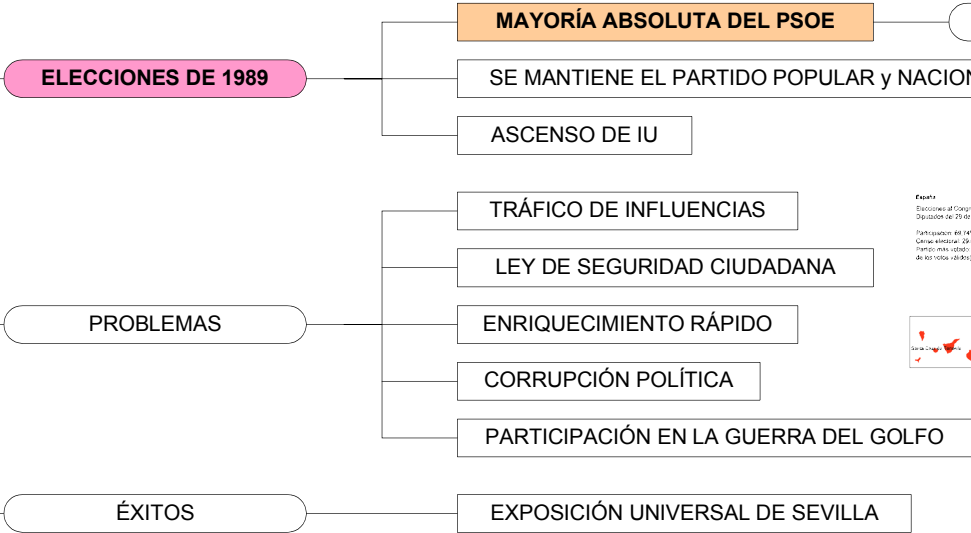 MAYORÍA ABSOLUTA DEL PSOE
ELECCIONES DE 1989
SE MANTIENE EL PARTIDO POPULAR y
ASCENSO DE IU
TRÁFICO DE INFLUENCIAS
España
LEY DE SEGURIDAD CIUDADANA
PROBLEMAS
ENRIQUECIMIENTO RÁPIDO
CORRUPCIÓN POLÍTICA
PARTICIPACIÓN EN LA GUERRA DEL GOLFO
ÉXITOS
EXPOSICIÓN UNIVERSAL DE SEVILLA